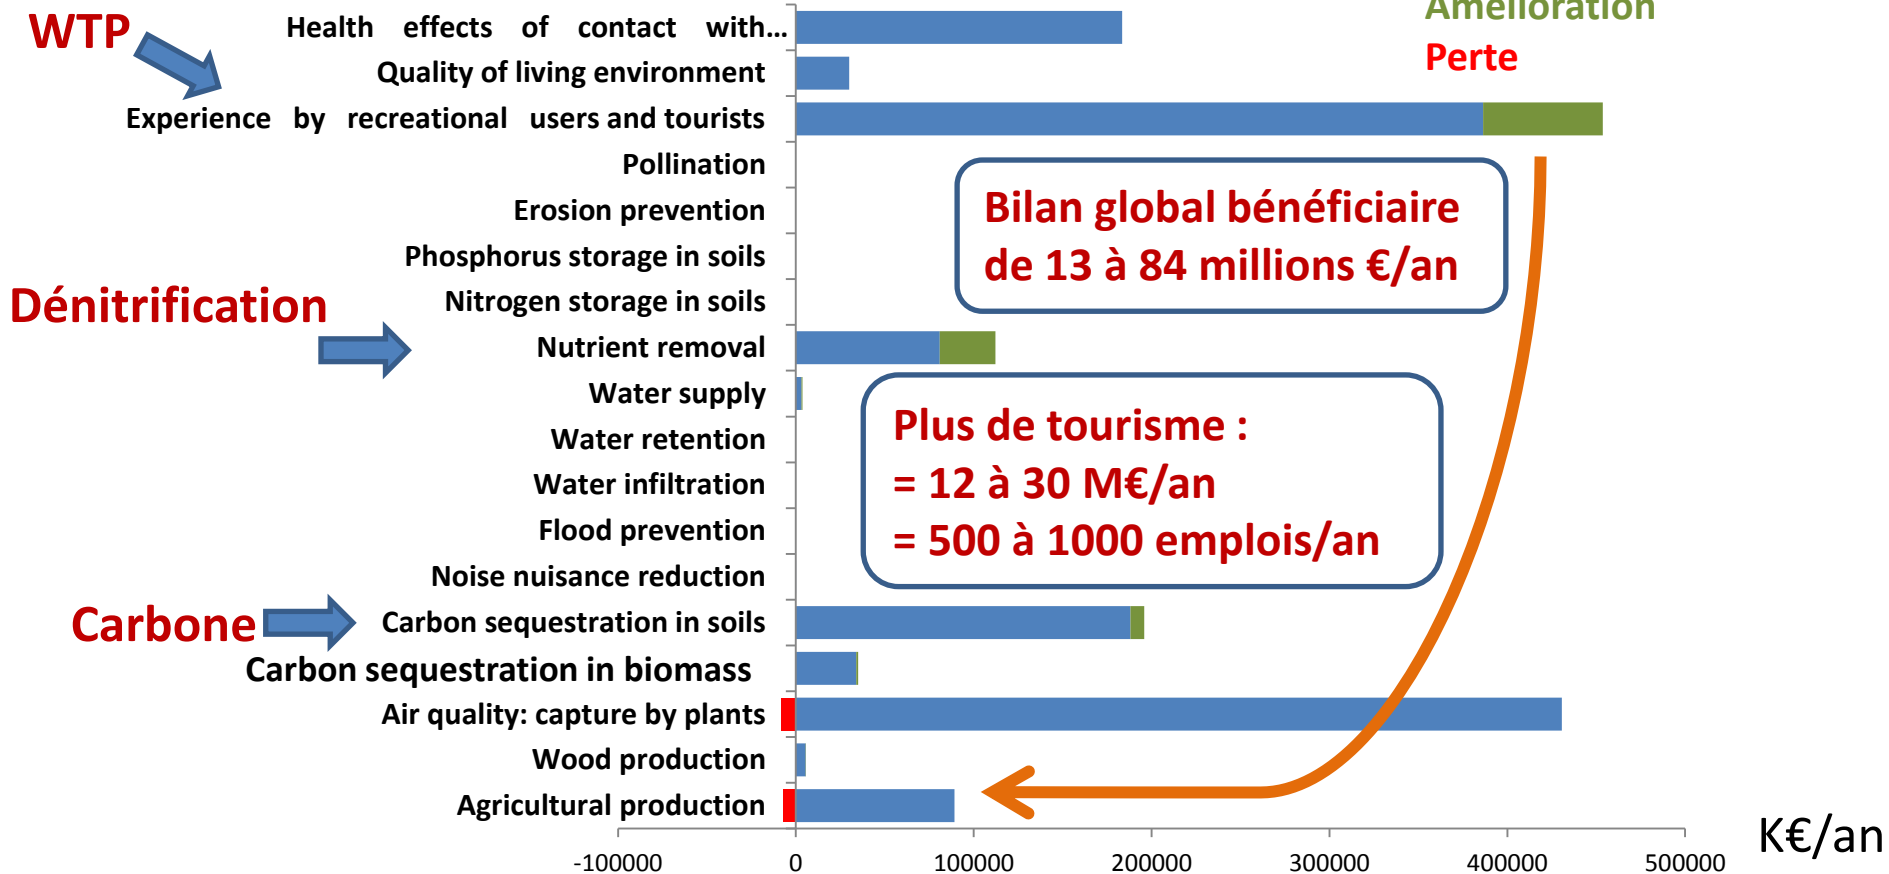 Amélioration
Perte
WTP
Health effects of contact with...
Quality of living environment
Experience by recreational users and tourists
Pollination
Erosion prevention
Phosphorus storage in soils
Nitrogen storage in soils
Dénitrification
Nutrient removal
Water supply
Water retention
Water infiltration
Flood prevention
Noise nuisance reduction
Carbone
Carbon sequestration in soils
Carbon sequestration in biomass
Air quality: capture by plants
Wood production
Agricultural production
Bilan global bénéficiaire
de 13 à 84 millions €/an
Plus de tourisme :
= 12 à 30 M€/an
= 500 à 1000 emplois/an
-100000 0 100000 200000 300000 400000 500000
K€/an